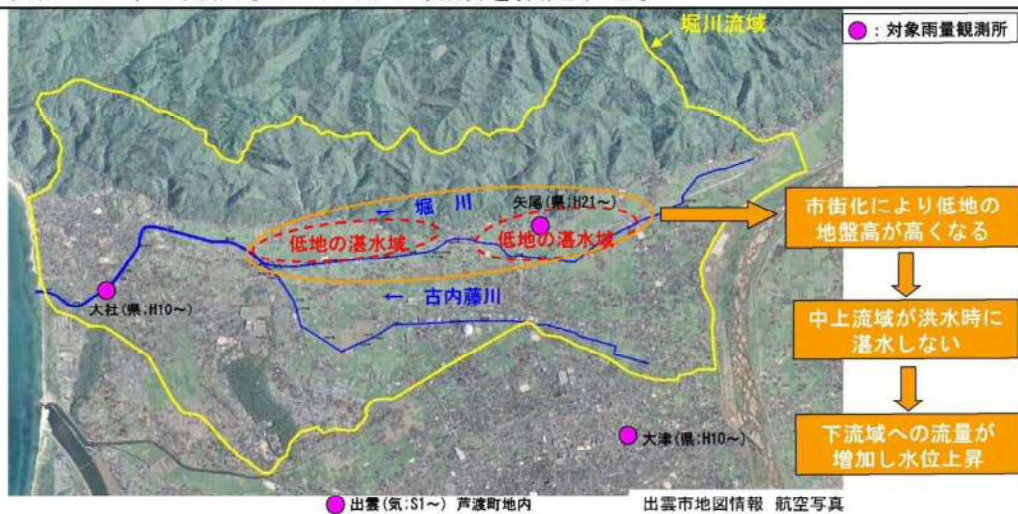 堀川流域
●：対象雨量観測所
← 堀　川
矢尾(県;H21～)
低地の湛水域
低地の湛水域
← 古内藤川
大社(県;H10～)
大津(県;H10～)
出雲(気;S1～) 芦渡町地内
出雲市地図情報 航空写真
市街化により低地の
地盤高が高くなる
中上流域が洪水時に
湛水しない
下流域への流量が
増加し水位上昇